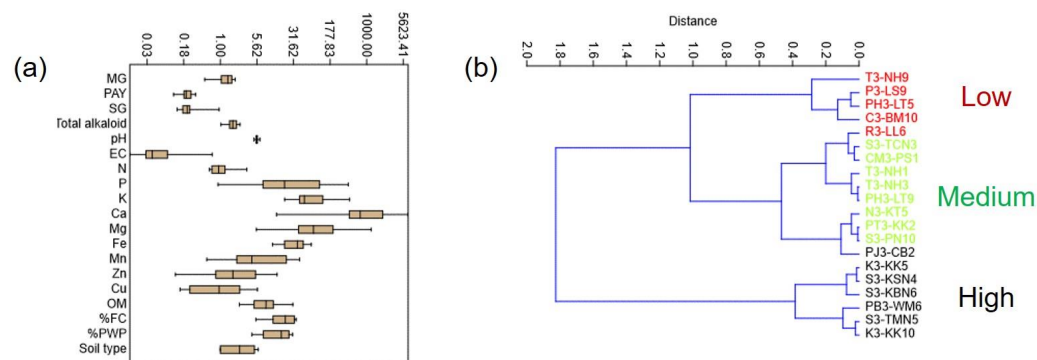 (a)
0.03 0.18 1.00 5.62 31.62 177.83 1000.00 5623.41
MG
PAY
SG
Total alkaloid
pH
EC
N
P
K
Ca
Mg
Fe
Mn
Zn
Cu
OM
%FC
%PWP
Soil type
(b)
Distance
2.0 1.8 1.6 1.4 1.2 1.0 0.8 0.6 0.4 0.2 0.0
T3-NH9
P3-LS9
PH3-LT5
C3-BM10
R3-LL6
S3-TCN3
CM3-PS1
T3-NH1
T3-NH3
PH3-LT9
N3-KT5
PT3-KK2
S3-PN10
PJ3-CB2
K3-KK5
S3-KSN4
S3-KBN6
PB3-WM6
S3-TMN5
K3-KK10
Low
Medium
High